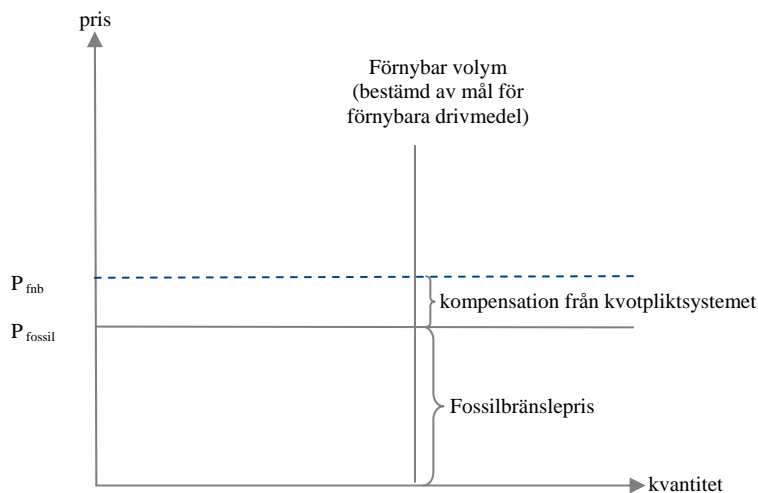 pris
Förnybar volym
(bestämd av mål för
förnybara drivmedel)
P fnb
kompensation från kvotpliktsystemet
P fossil
Fossilbränslepris
kvantitet